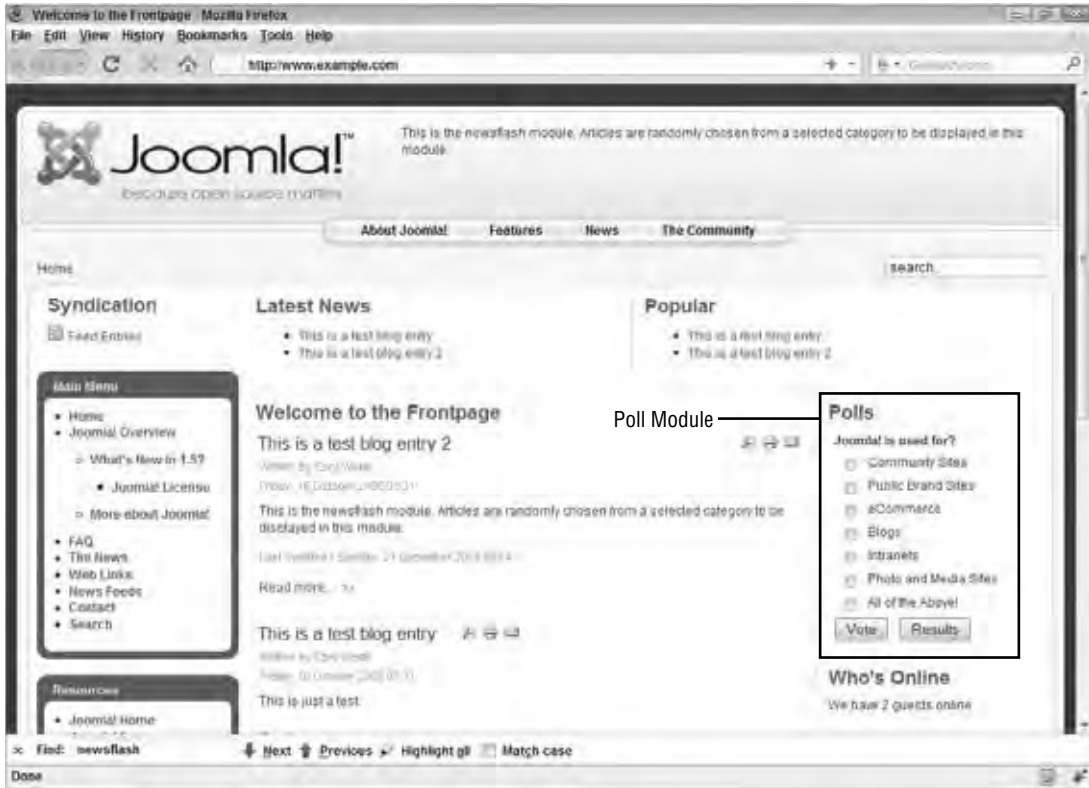 Welcome to the Frontpage - Mozilla Firefox
File Edit View History Bookmarks Tools Help
http://www.example.com
Joomla!™
because open source matters
This is the newsflash module. Articles are randomly chosen from a selected category to be displayed in this
module.
About Joomla! Features News The Community
Home
search...
Syndication
Feed Entries
Latest News
This is a test blog entry
This is a test blog entry 2
Popular
This is a test blog entry
This is a test blog entry 2
Main Menu
Home
Joomla! Overview
What's New in 1.5?
Joomla! License
More about Joomla!
FAQ
The News
Web Links
News Feeds
Contact
Search
Resources
Joomla! Home
Welcome to the Frontpage
This is a test blog entry 2
Written by
This is the newsflash module. Articles are randomly chosen from a selected category to be
displayed in this module.
Read more...
This is a test blog entry
Written by
This is just a test
Poll Module
Polls
Joomla! is used for?
Community Sites
Public Brand Sites
eCommerce
Blogs
Intranets
Photo and Media Sites
All of the Above!
Vote Results
Who's Online
We have 2 guests online
Find: newsflash Next Previous Highlight all Match case
Done